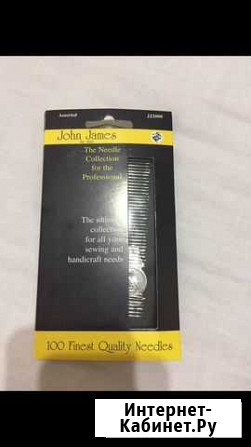 Assorted
John James
The Needle
Collection
for the
Professional
The ultimate
collection
for all your
sewing and
handicraft needs
100 Finest Quality Needles
Интернет-
Кабинет.Ру